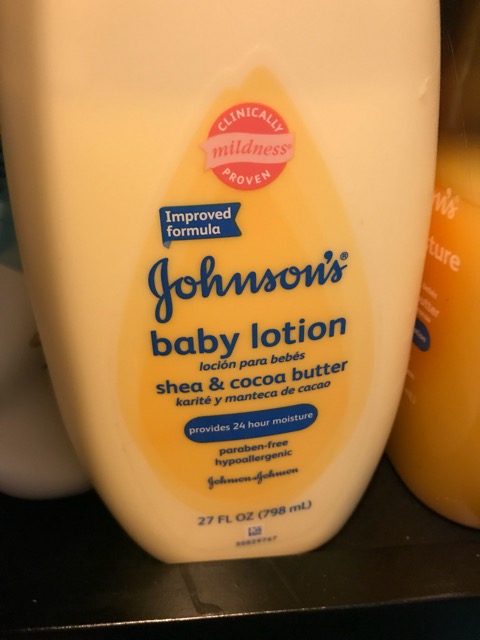 CLINICALLY
mildness®
PROVEN
Improved
formula
Johnson's®
baby lotion
loción para bebés
shea & cocoa butter
karité y manteca de cacao
provides 24 hour moisture
paraben-free
hypoallergenic
Johnson & Johnson
27 FL OZ (798 mL)